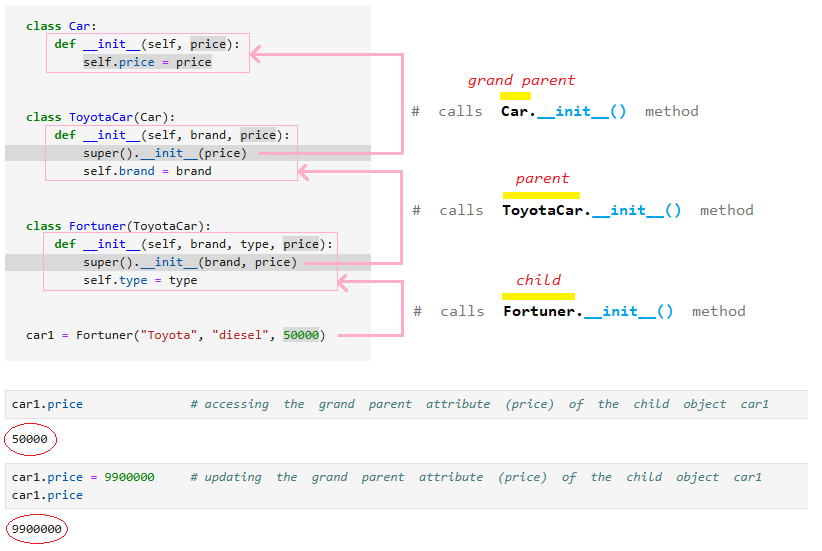 class Car:
def __init__(self, price):
self.price = price
grand parent
# calls Car.__init__() method
class ToyotaCar(Car):
def __init__(self, brand, price):
super().__init__(price)
self.brand = brand
parent
# calls ToyotaCar.__init__() method
class Fortuner(ToyotaCar):
def __init__(self, brand, type, price):
super().__init__(brand, price)
self.type = type
child
# calls Fortuner.__init__() method
car1 = Fortuner("Toyota", "diesel", 50000)
car1.price # accessing the grand parent attribute (price) of the child object car1
50000
car1.price = 9900000 # updating the grand parent attribute (price) of the child object car1
car1.price
9900000